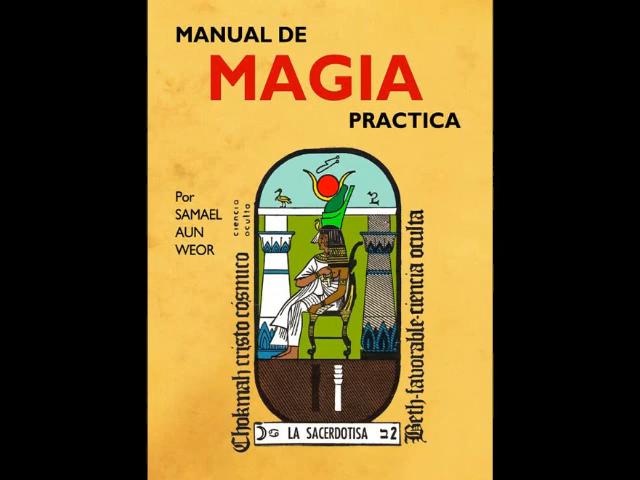 MANUAL DE
MAGIA
PRACTICA
Por
SAMAEL
AUN
WEOR
ciencia
oculta
Chokmah cristo cósmico
Beth-favorable-ciencia oculta
LA SACERDOTISA ב 2